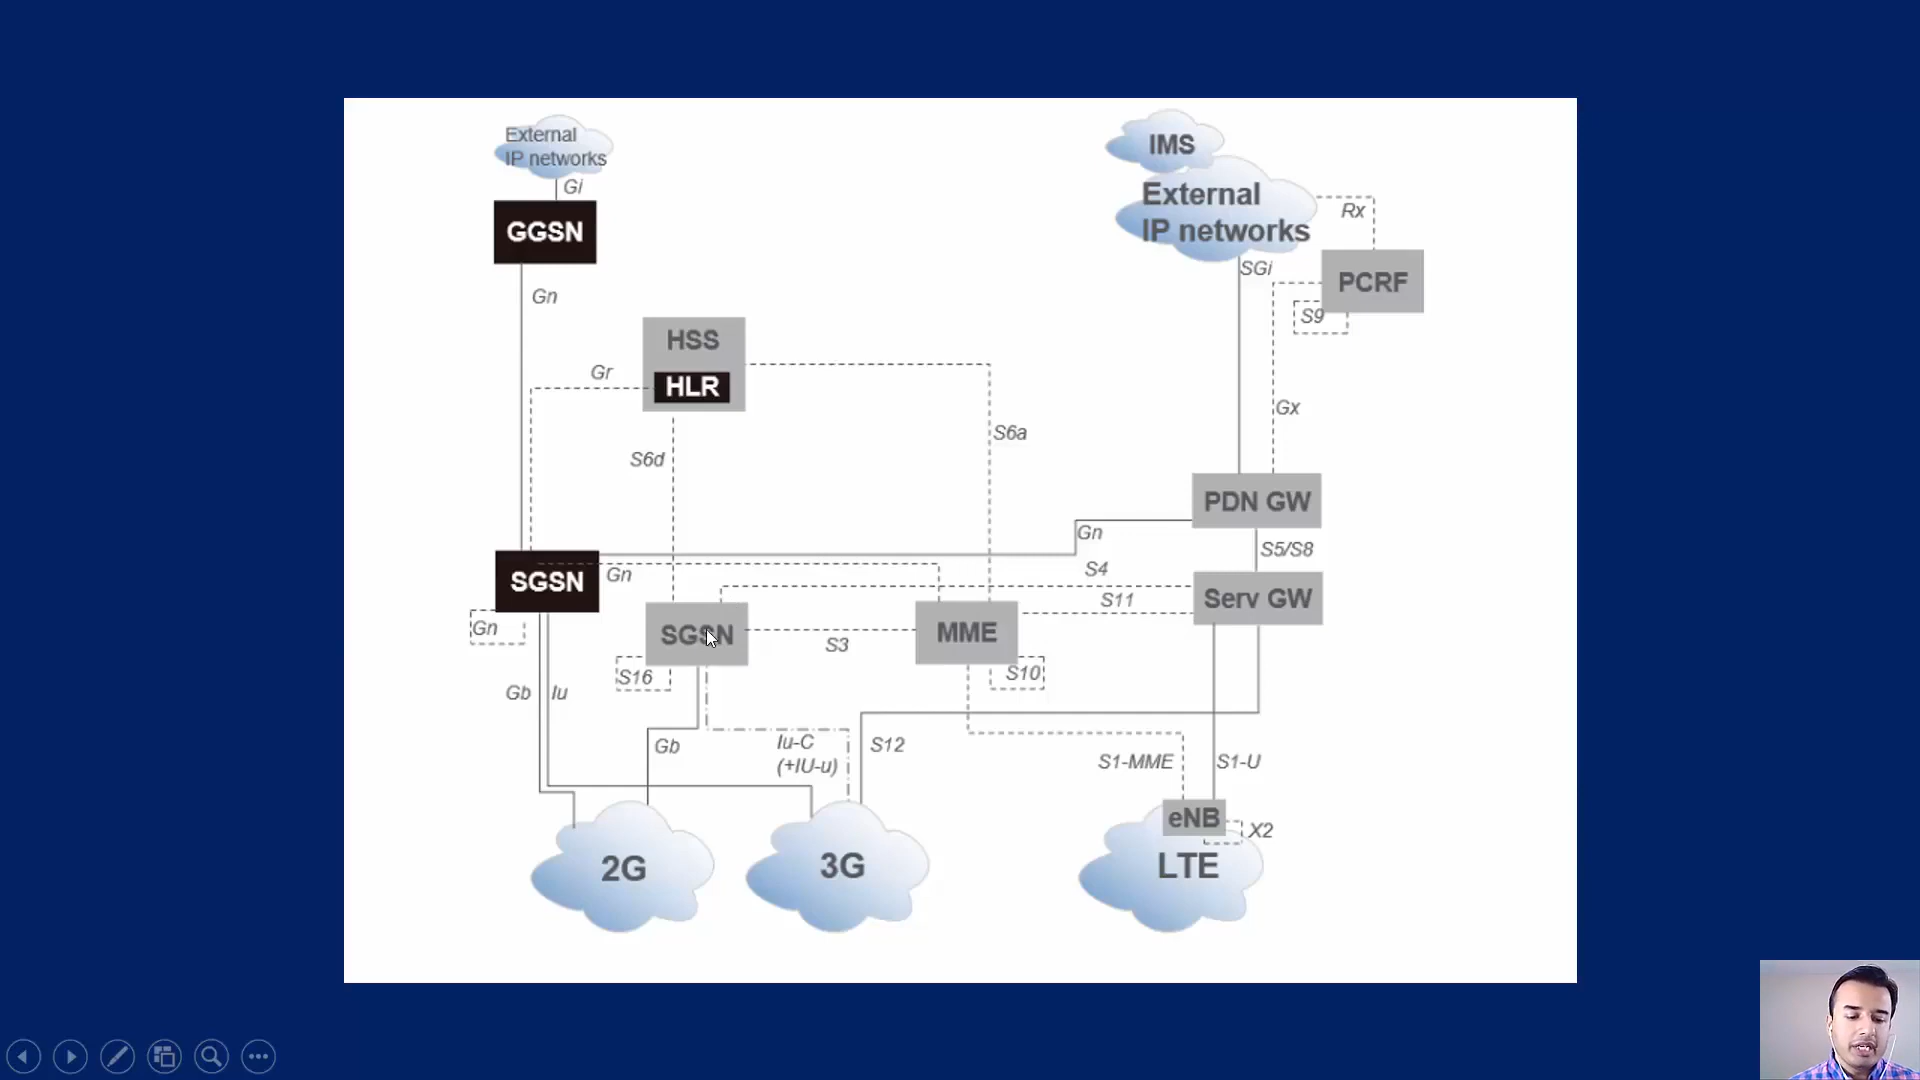 External
IP networks
Gi
GGSN
Gn
IMS
External
IP networks
Rx
SGi
PCRF
S9
HSS
HLR
Gr
S6d
S6a
Gx
PDN GW
Gn
S5/S8
SGSN
Gn
S4
S11
Serv GW
Gn
SGSN
S3
MME
S16
S10
Gb
Iu
Gb
Iu-C
(+IU-u)
S12
S1-MME
S1-U
eNB
X2
2G
3G
LTE